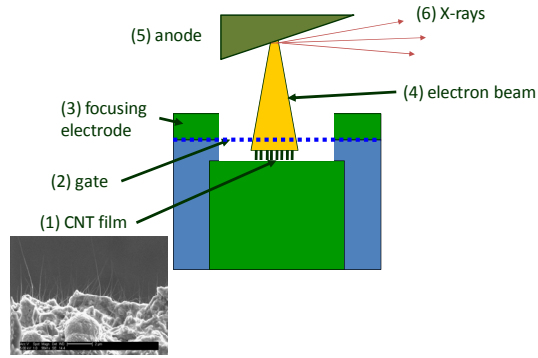 (6) X-rays
(5) anode
(4) electron beam
(3) focusing
electrode
(2) gate
(1) CNT film